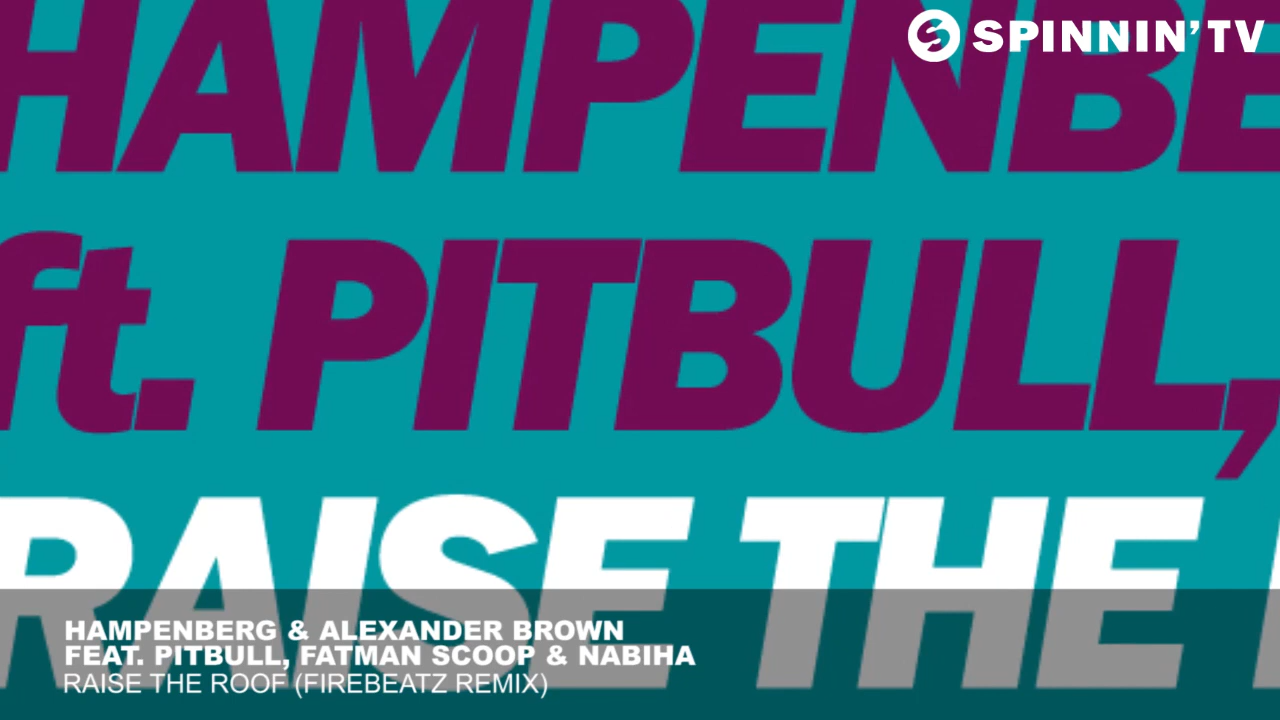 SPINNIN' TV
HAMPENBE
ft. PITBULL,
RAISE THE
HAMPENBERG & ALEXANDER BROWN
FEAT. PITBULL, FATMAN SCOOP & NABIHA
RAISE THE ROOF (FIREBEATZ REMIX)